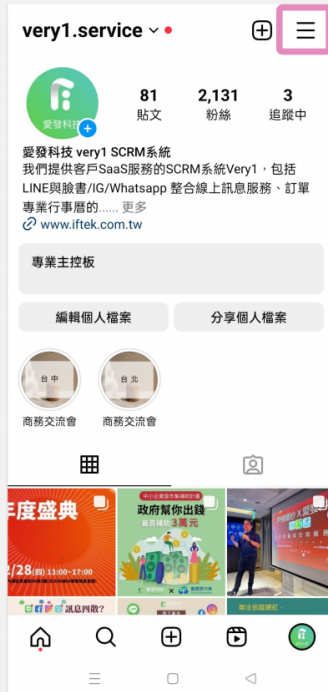 very1.service
81
2,131
3
貼文
粉絲
追蹤中
愛發科技
愛發科技 very1 SCRM系統
我們提供客戶SaaS服務的SCRM系統Very1，包括
LINE與臉書/IG/Whatsapp 整合線上訊息服務、訂單
專業行事曆的...... 更多
www.iftek.com.tw
專業主控板
編輯個人檔案
分享個人檔案
台中
台北
商務交流會
商務交流會
年度盛典
2/28(四) 13:00~17:00
政府幫你出錢
最高補助3萬元
訊息四散?